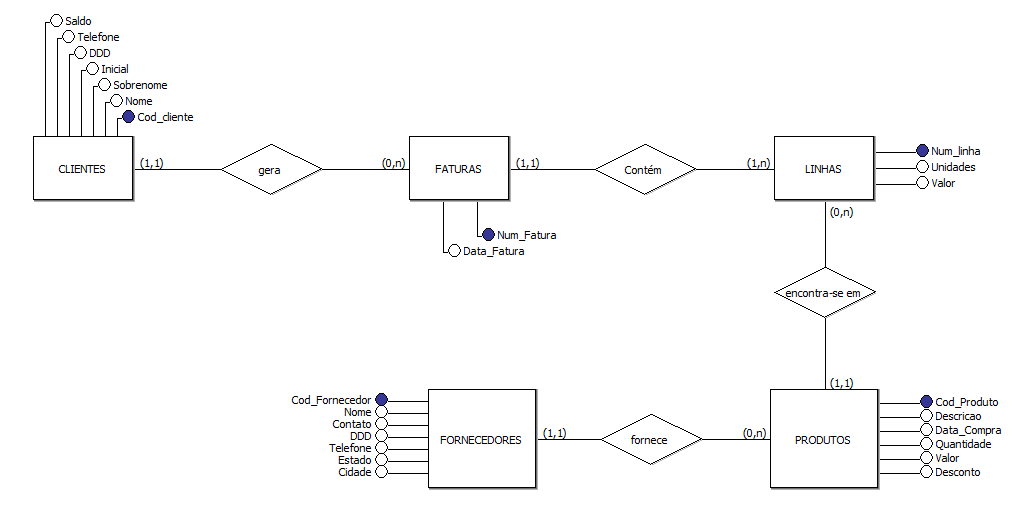 Saldo
Telefone
DDD
Inicial
Sobrenome
Nome
Cod_cliente
CLIENTES
(1,1)
gera
(0,n)
FATURAS
(1,1)
Contém
(1,n)
LINHAS
Num_linha
Unidades
Valor
Num_Fatura
Data_Fatura
(0,n)
encontra-se em
(1,1)
Cod_Fornecedor
Nome
Contato
DDD
Telefone
Estado
Cidade
FORNECEDORES
(1,1)
fornece
(0,n)
PRODUTOS
Cod_Produto
Descricao
Data_Compra
Quantidade
Valor
Desconto